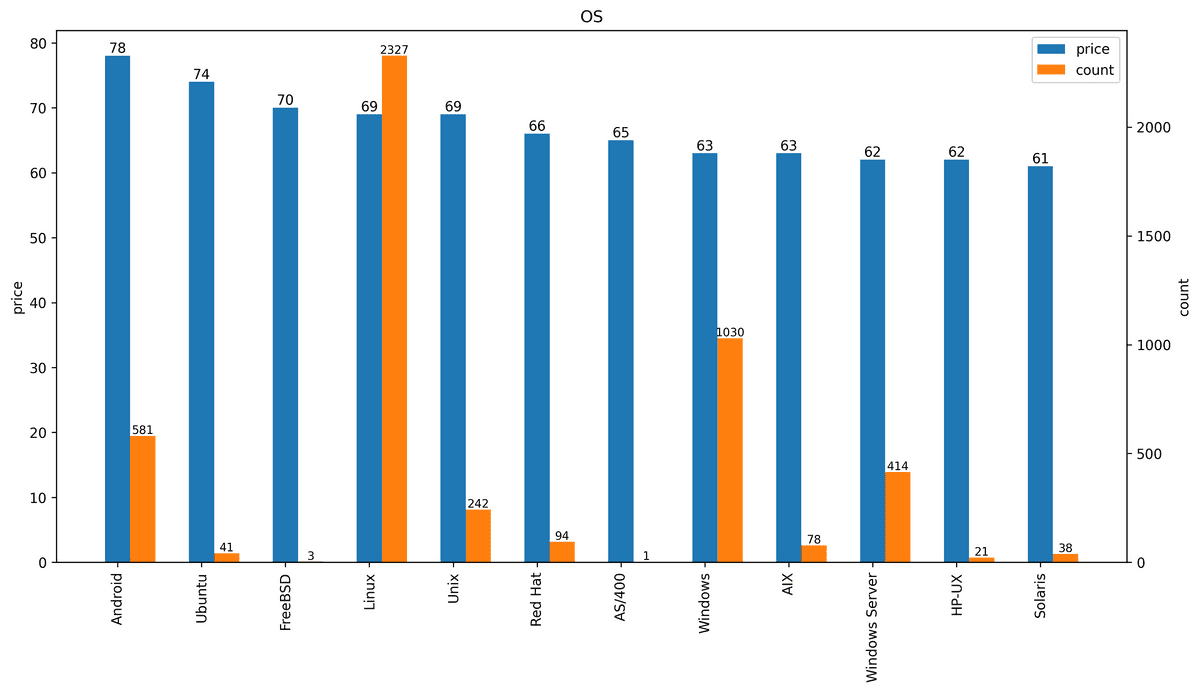 OS
price
count
80
70
60
50
40
30
20
10
0
price
2000
1500
1000
500
0
count
78
74
70
69
69
66
65
63
63
62
62
61
581
41
3
2327
242
94
1
1030
78
414
21
38
Android
Ubuntu
FreeBSD
Linux
Unix
Red Hat
AS/400
Windows
AIX
Windows Server
HP-UX
Solaris